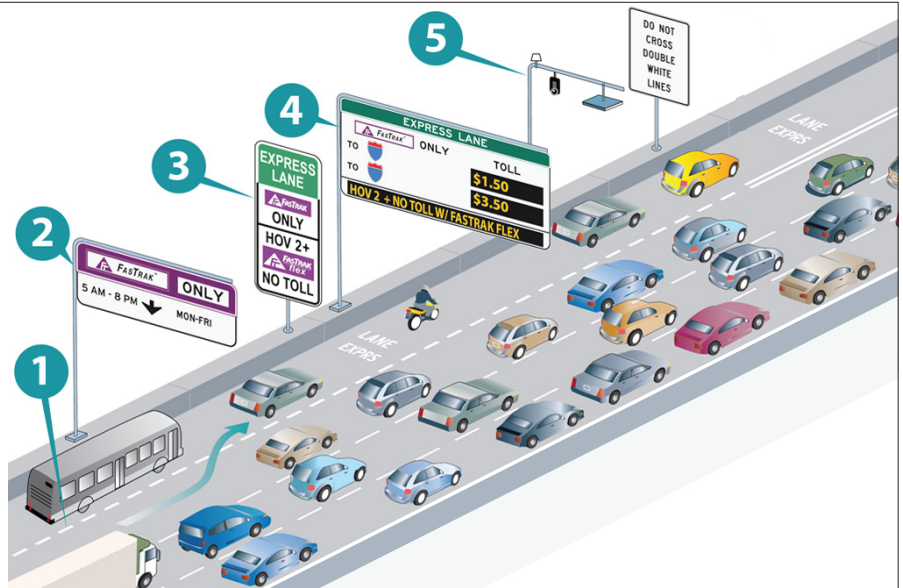 5
DO NOT
CROSS
DOUBLE
WHITE
LINES
4
EXPRESS LANE
FASTRAK™ ONLY
TOLL
TO
$1.50
TO
$3.50
HOV 2 + NO TOLL W/ FASTRAK FLEX
LANE
EXPRS
3
EXPRESS
LANE
FASTRAK
ONLY
HOV 2+
FASTRAK
flex
NO TOLL
2
FASTRAK™ ONLY
5 AM - 8 PM
MON-FRI
LANE
EXPRS
1